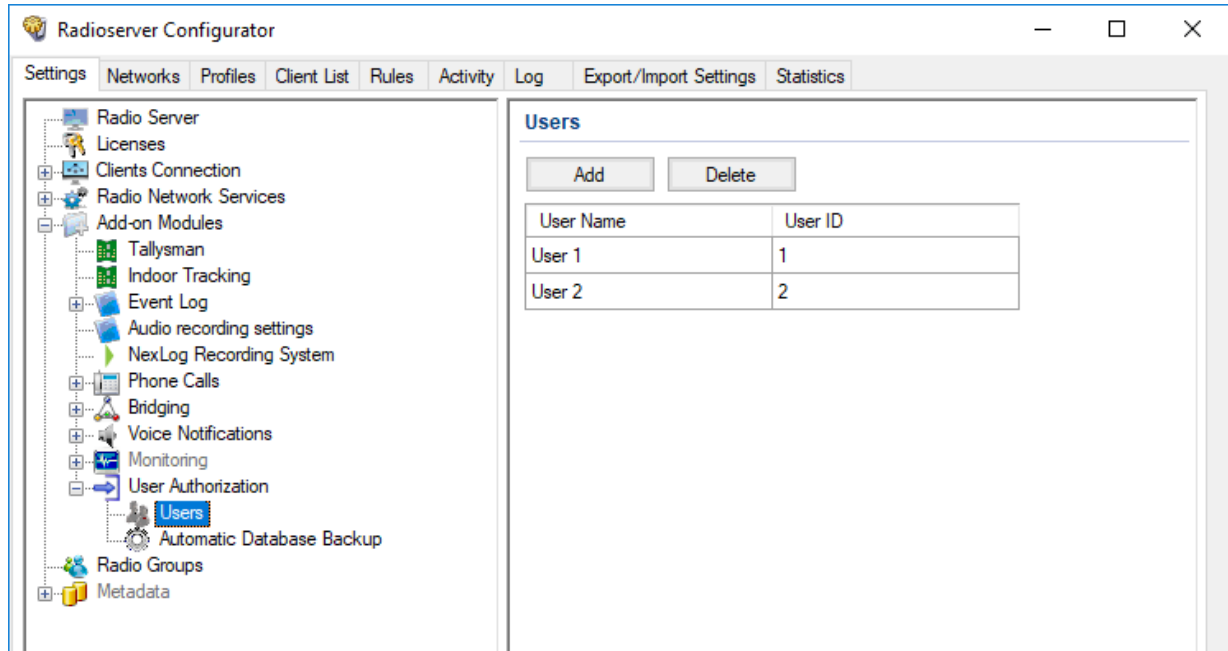 Radioserver Configurator
Settings Networks Profiles Client List Rules Activity Log Export/Import Settings Statistics
Radio Server
Licenses
Clients Connection
Radio Network Services
Add-on Modules
Tallysman
Indoor Tracking
Event Log
Audio recording settings
NexLog Recording System
Phone Calls
Bridging
Voice Notifications
Monitoring
User Authorization
Users
Automatic Database Backup
Radio Groups
Metadata
Users
Add Delete
User Name User ID
User 1 1
User 2 2